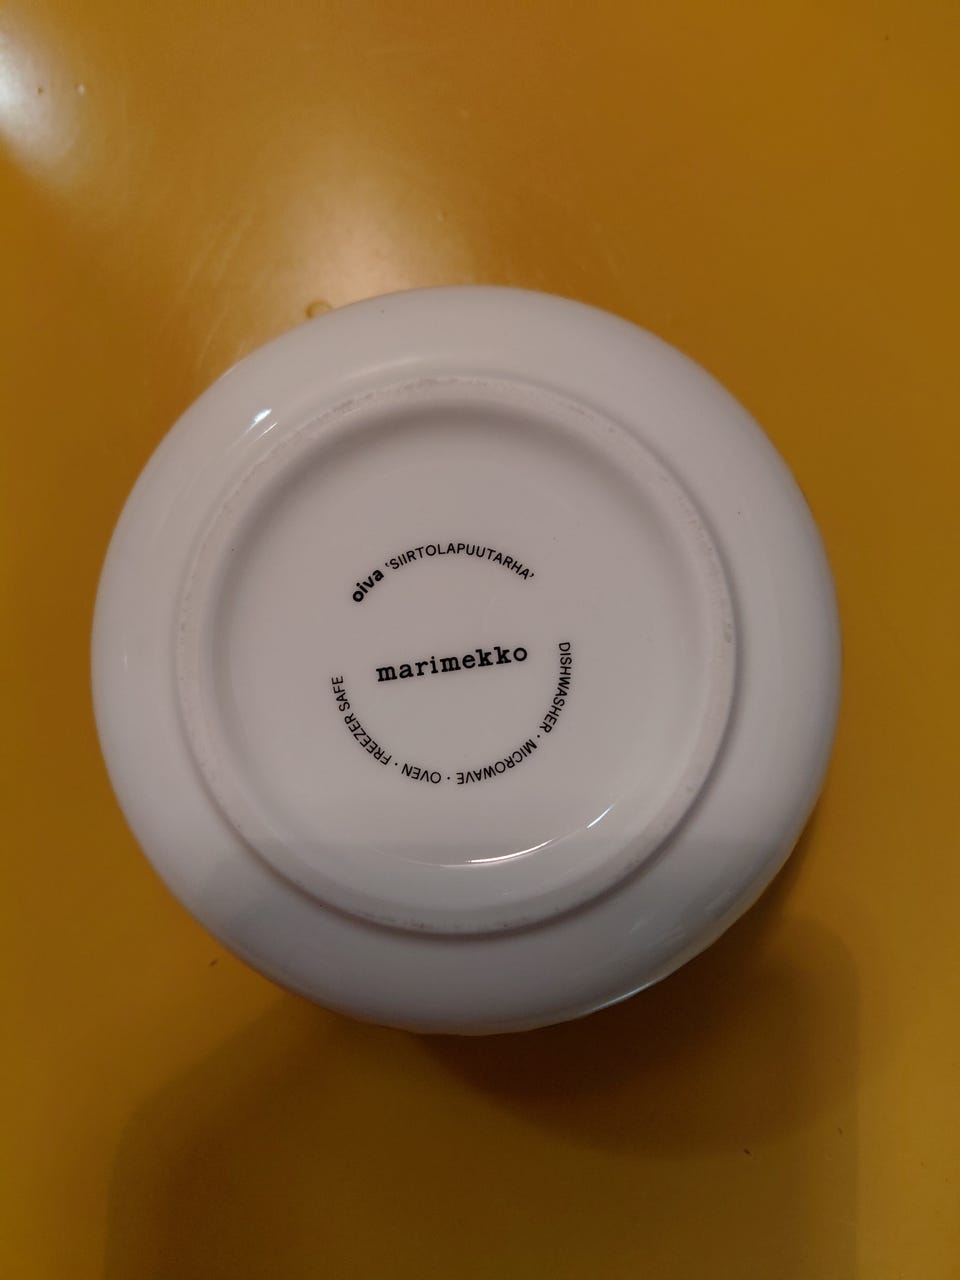 oiva 'SIIRTOLAPUUTARHA'
marimekko
DISHWASHER · MICROWAVE · OVEN · FREEZER SAFE